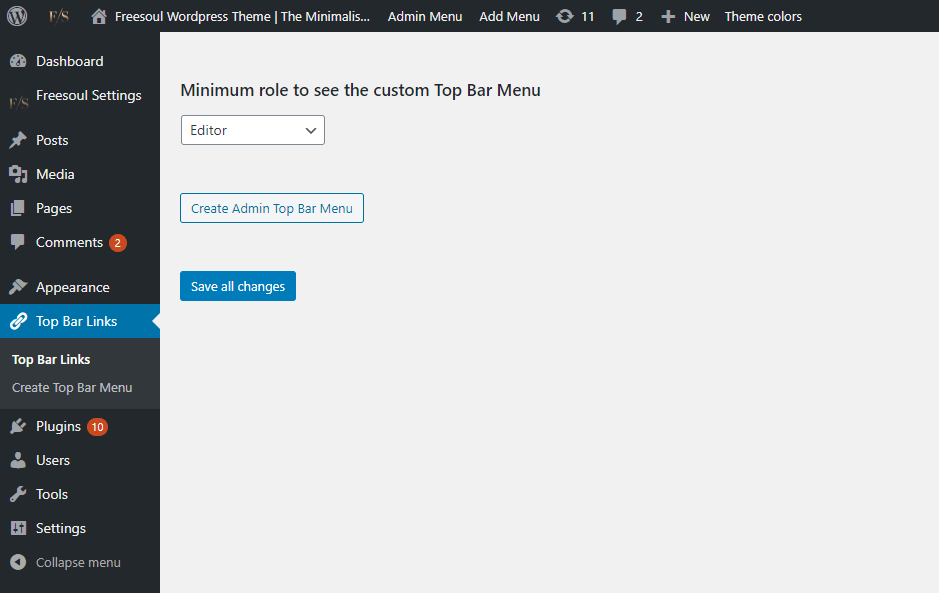 F/S Freesoul Wordpress Theme | The Minimalis... Admin Menu Add Menu 11 2 New Theme colors
Dashboard
F/S Freesoul Settings
Posts
Media
Pages
Comments 2
Appearance
Top Bar Links
Top Bar Links
Create Top Bar Menu
Plugins 10
Users
Tools
Settings
Collapse menu
Minimum role to see the custom Top Bar Menu
Editor
Create Admin Top Bar Menu
Save all changes